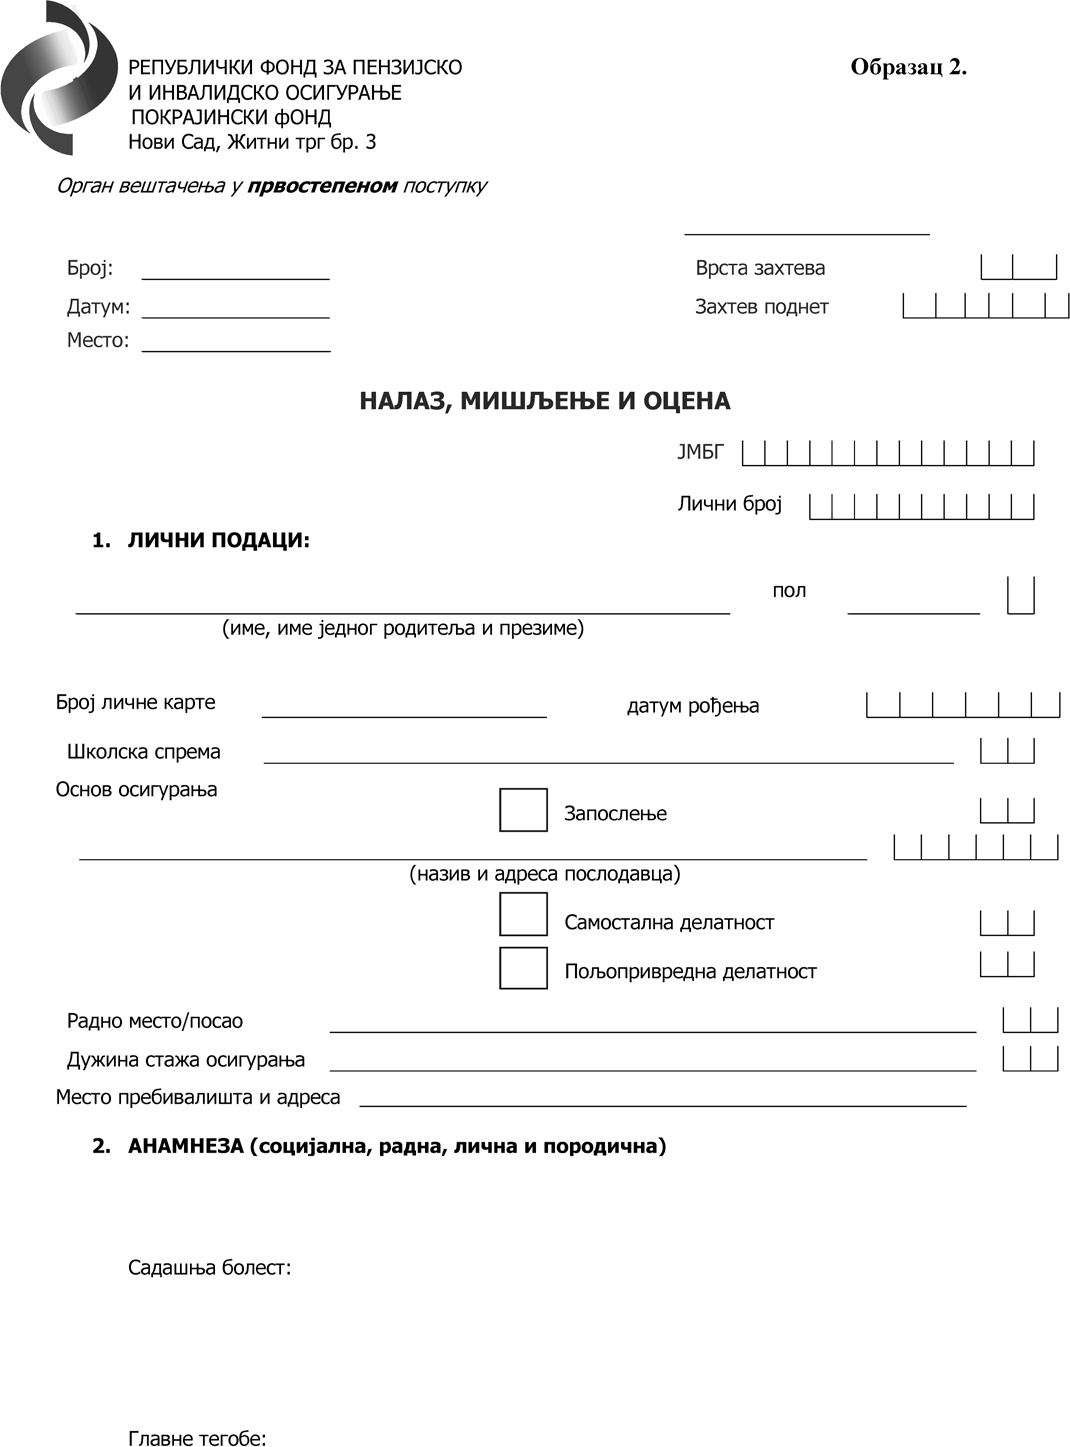 РЕПУБЛИЧКИ ФОНД ЗА ПЕНЗИЈСКО
И ИНВАЛИДСКО ОСИГУРАЊЕ
ПОКРАЈИНСКИ фОНД
Нови Сад, Житни трг бр. 3
Образац 2.
Орган вештачења у првостепеном поступку
Број:
Врста захтева
Датум:
Захтев поднет
Место:
НАЛАЗ, МИШЉЕЊЕ И ОЦЕНА
ЈМБГ
Лични број
1. ЛИЧНИ ПОДАЦИ:
пол
(име, име једног родитеља и презиме)
Број личне карте
датум рођења
Школска спрема
Основ осигурања
Запослење
(назив и адреса послодавца)
Самостална делатност
Пољопривредна делатност
Радно место/посао
Дужина стажа осигурања
Место пребивалишта и адреса
2. АНАМНЕЗА (социјална, радна, лична и породична)
Садашња болест:
Главне тегобе: